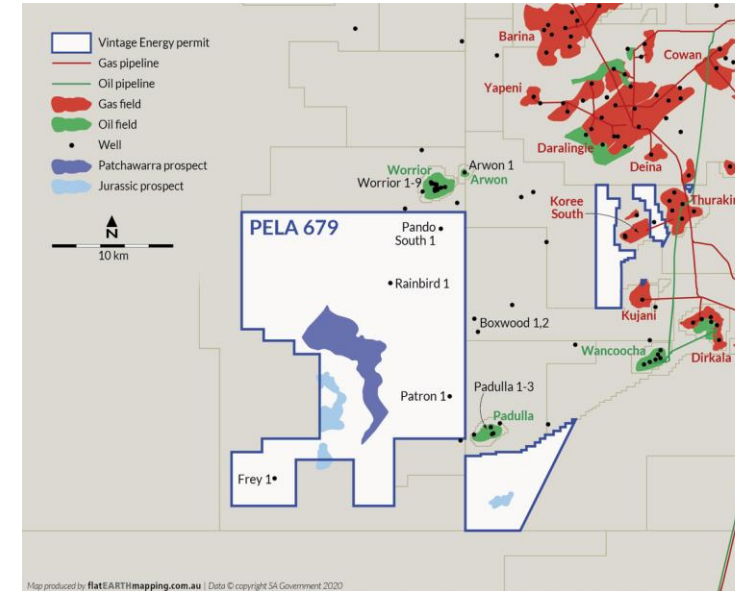 Vintage Energy permit
Gas pipeline
Oil pipeline
Gas field
Oil field
Well
Patchawarra prospect
Jurassic prospect
N
10 km
Barina
Cowan
Yapeni
Daralingie
Deina
Worrior
Worrior 1-9
Arwon 1
Arwon
Koree
South
Thurakin
PELA 679
Pando
South 1
Rainbird 1
Kujani
Boxwood 1,2
Wancoocha
Dirkala
Patron 1
Padulla 1-3
Padulla
Frey 1
Map produced by flatEARTHmapping.com.au | Data © copyright SA Government 2020